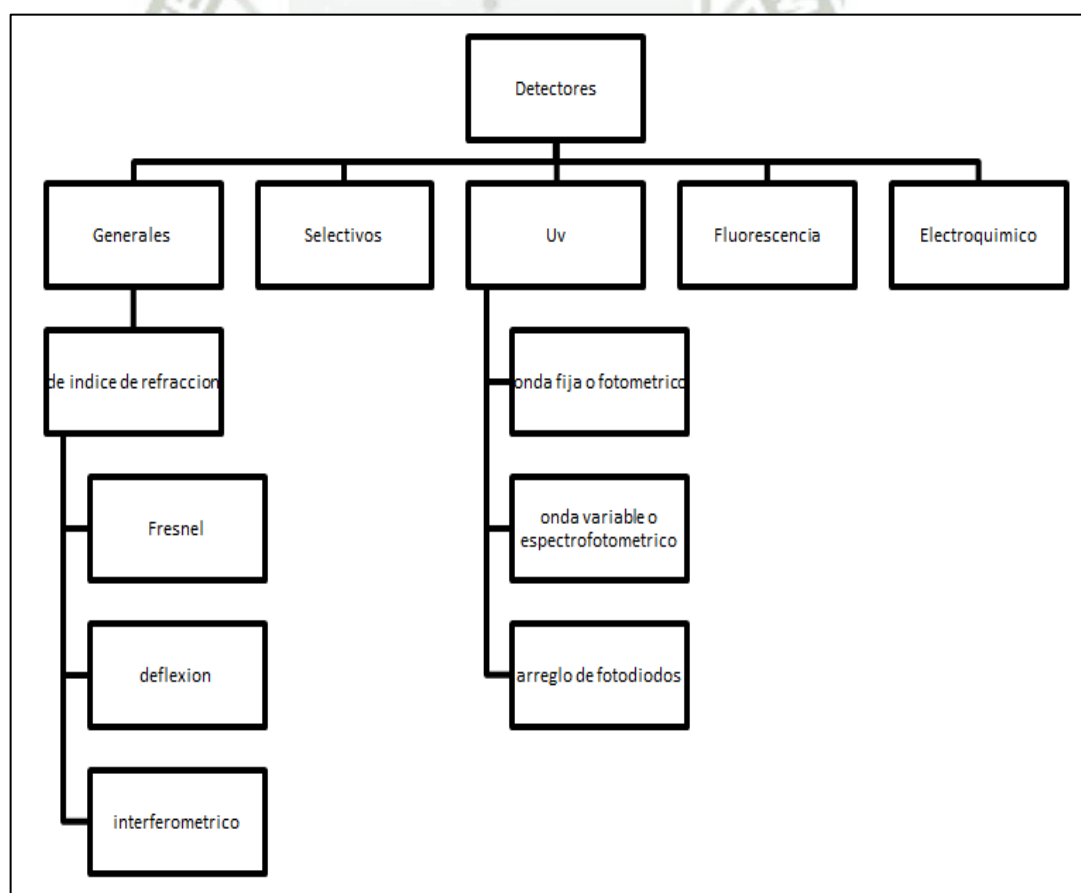 Detectores
Generales
Selectivos
Uv
Fluorescencia
Electroquimico
de indice de refraccion
onda fija o fotometrico
Fresnel
onda variable o
espectrofotometrico
deflexion
arreglo de fotodiodos
interferometrico